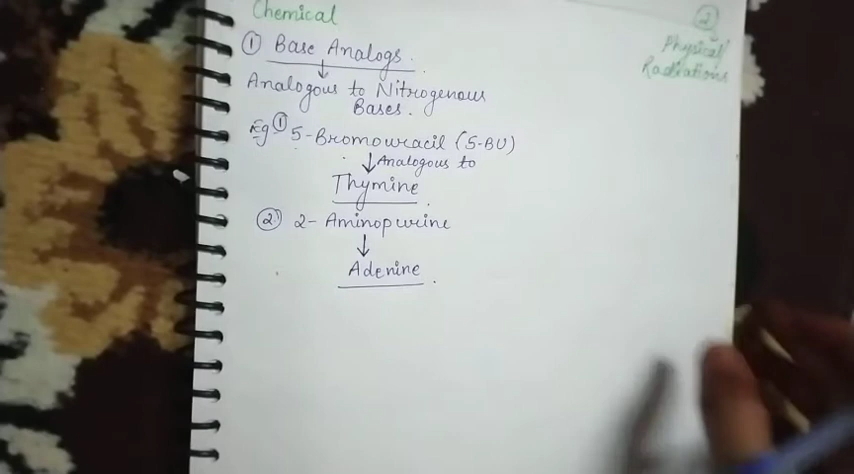 Chemical
② Physical/
Radiations
① Base Analogs.
↓
Analogous to Nitrogenous
Bases.
Eg ① 5-Bromouracil (5-BU)
↓ Analogous to
Thymine.
② 2-Aminopurine
↓
Adenine.